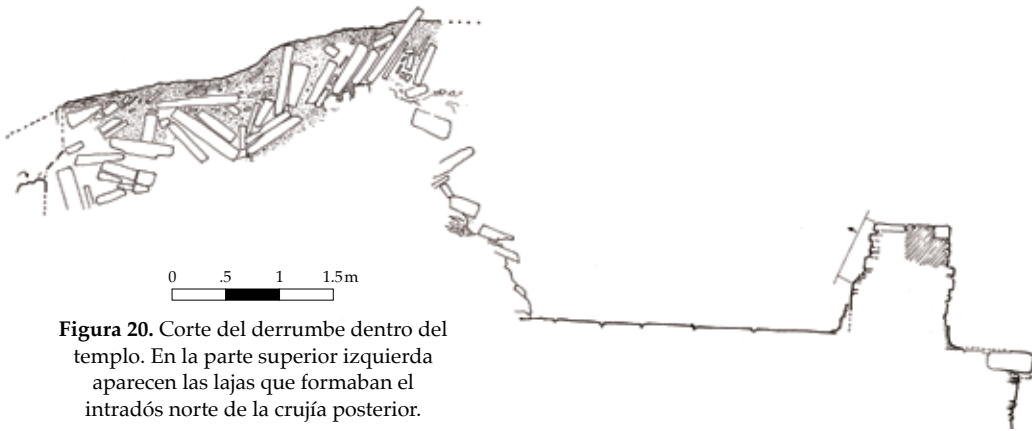 0 .5 1 1.5 m
Figura 20. Corte del derrumbe dentro del
templo. En la parte superior izquierda
aparecen las lajas que formaban el
intradós norte de la crujía posterior.